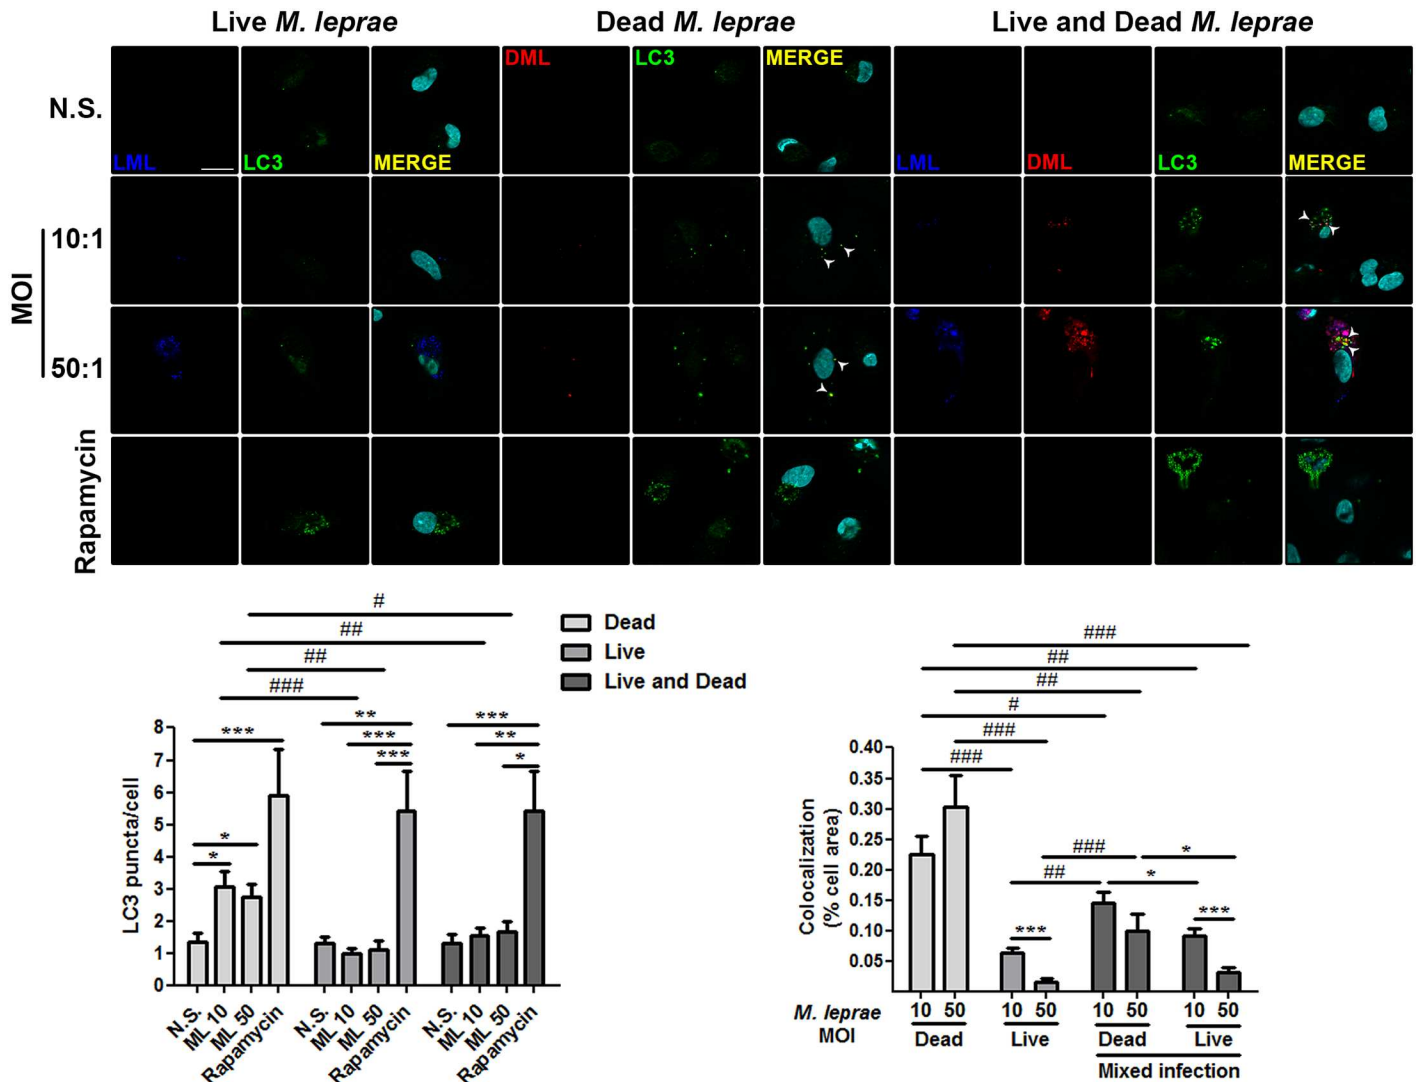 Live M. leprae
Dead M. leprae
Live and Dead M. leprae
N.S.
LML
LC3
MERGE
DML
LC3
MERGE
LML
DML
LC3
MERGE
MOI
10:1
50:1
Rapamycin
#
##
##
###
Dead
Live
Live and Dead
LC3 puncta/cell
8
7
6
5
4
3
2
1
0
***
*
*
**
***
***
***
**
*
N.S.
ML 10
ML 50
Rapamycin
N.S.
ML 10
ML 50
Rapamycin
N.S.
ML 10
ML 50
Rapamycin
###
##
##
#
###
###
Colocalization
(% cell area)
0.40
0.35
0.30
0.25
0.20
0.15
0.10
0.05
###
*
##
*
***
***
M. leprae
MOI
10 50 10 50 10 50 10 50
Dead Live Dead Live
Mixed infection